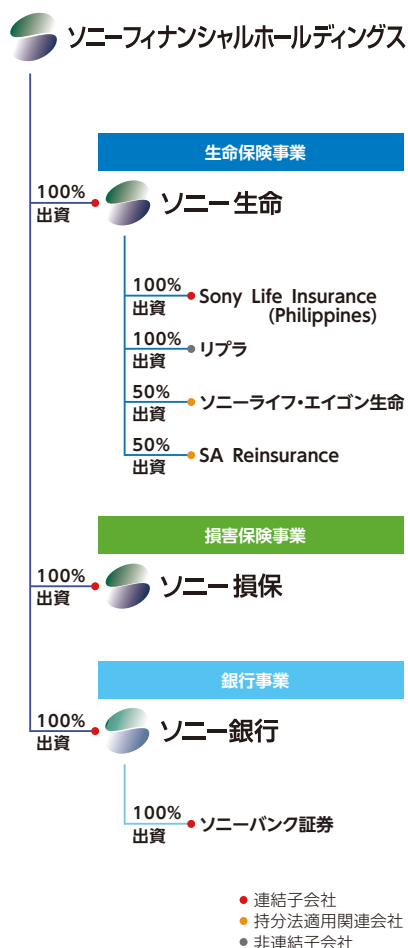 ソニーフィナンシャルホールディングス
生命保険事業
100%
出資
ソニー生命
100%
出資
Sony Life Insurance
(Philippines)
100%
出資
リプラ
50%
出資
ソニーライフ・エイゴン生命
50%
出資
SA Reinsurance
損害保険事業
100%
出資
ソニー損保
銀行事業
100%
出資
ソニー銀行
100%
出資
ソニーバンク証券
連結子会社
持分法適用関連会社
非連結子会社